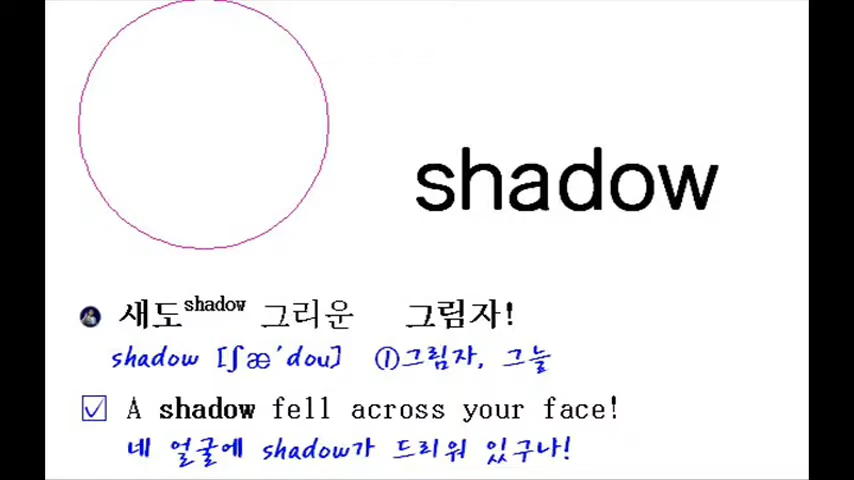 shadow
새도shadow 그리운 그림자!
shadow [ʃæ´dou] ①그림자, 그늘
A shadow fell across your face!
네 얼굴에 shadow가 드리워 있구나!